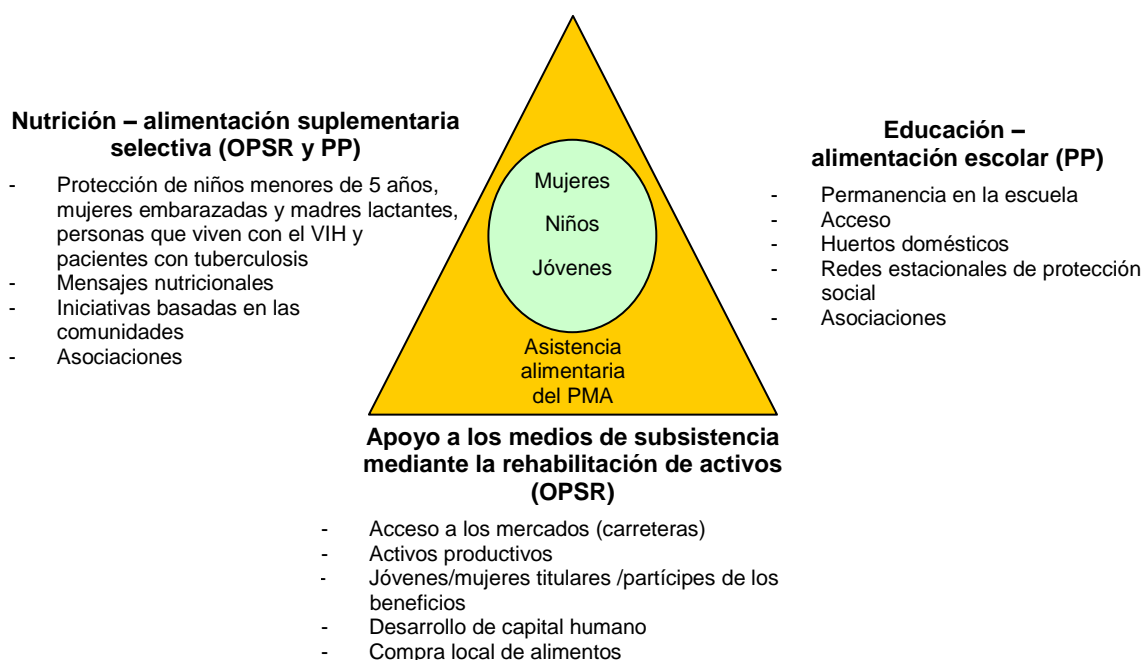 Nutrición – alimentación suplementaria
selectiva (OPSR y PP)
- Protección de niños menores de 5 años,
mujeres embarazadas y madres lactantes,
personas que viven con el VIH y
pacientes con tuberculosis
- Mensajes nutricionales
- Iniciativas basadas en las
comunidades
- Asociaciones
Mujeres
Niños
Jóvenes
Asistencia
alimentaria
del PMA
Educación –
alimentación escolar (PP)
- Permanencia en la escuela
- Acceso
- Huertos domésticos
- Redes estacionales de protección
social
- Asociaciones
Apoyo a los medios de subsistencia
mediante la rehabilitación de activos
(OPSR)
- Acceso a los mercados (carreteras)
- Activos productivos
- Jóvenes/mujeres titulares /partícipes de los
beneficios
- Desarrollo de capital humano
- Compra local de alimentos